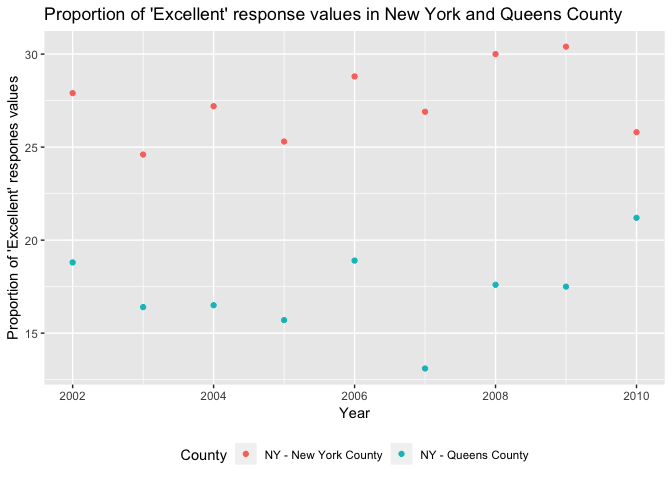 Proportion of 'Excellent' response values in New York and Queens County
Proportion of 'Excellent' respones values
30
25
20
15
2002
2004
2006
2008
2010
Year
County
NY - New York County
NY - Queens County